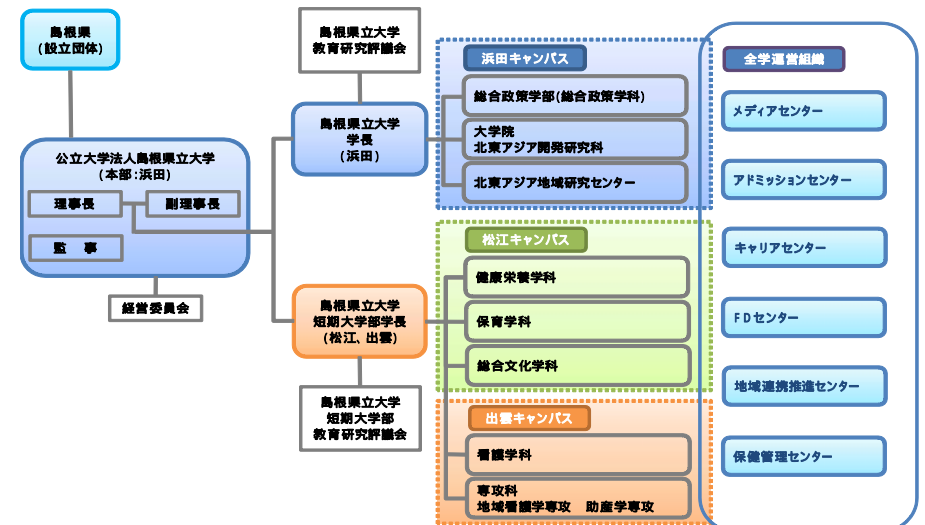 島根県
(設立団体)
公立大学法人島根県立大学
(本部:浜田)
理事長
副理事長
監　事
経営委員会
島根県立大学
教育研究評議会
島根県立大学
学長
(浜田)
島根県立大学
短期大学部学長
(松江、出雲)
島根県立大学
短期大学部
教育研究評議会
浜田キャンパス
総合政策学部(総合政策学科)
大学院
北東アジア開発研究科
北東アジア地域研究センター
松江キャンパス
健康栄養学科
保育学科
総合文化学科
出雲キャンパス
看護学科
専攻科
地域看護学専攻　助産学専攻
全学運営組織
メディアセンター
アドミッションセンター
キャリアセンター
FDセンター
地域連携推進センター
保健管理センター